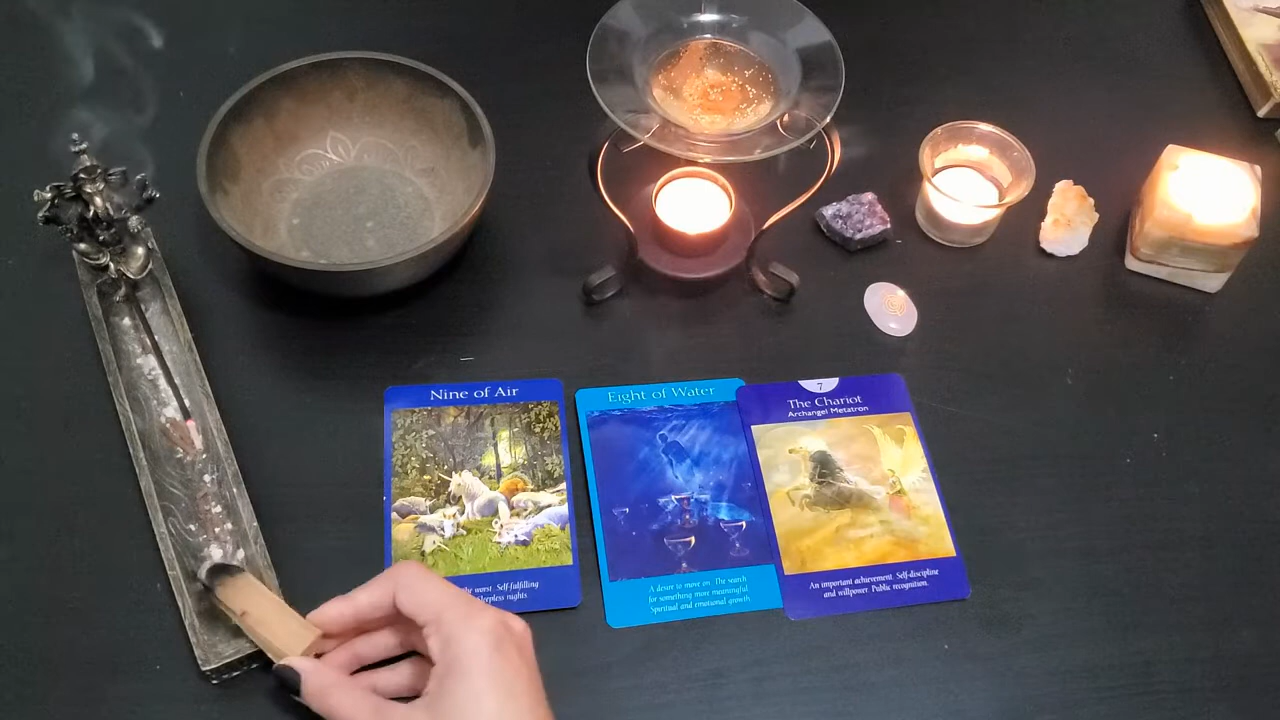 Nine of Air
worst. Self-fulfilling
sleepless nights.
Eight of Water
A desire to move on. The search
for something more meaningful.
Spiritual and emotional growth.
7
The Chariot
Archangel Metatron
An important achievement. Self-discipline
and willpower. Public recognition.